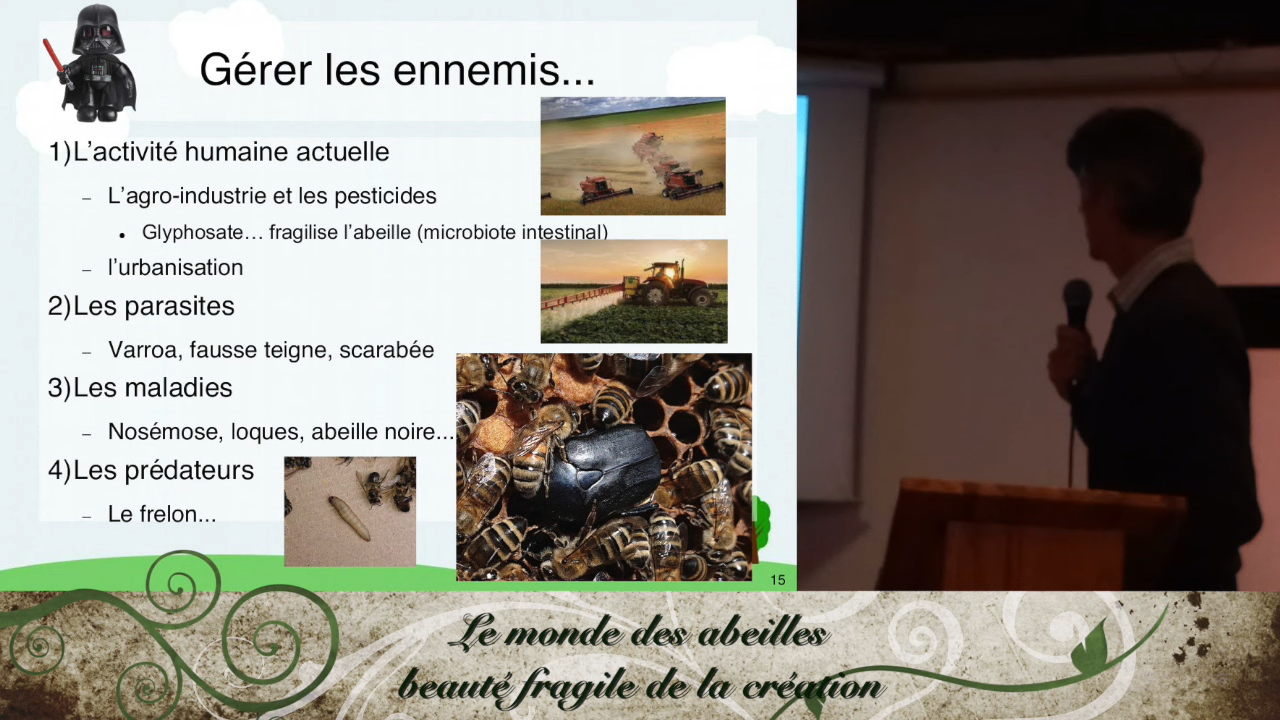 Gérer les ennemis...
1)L'activité humaine actuelle
– L'agro-industrie et les pesticides
• Glyphosate… fragilise l'abeille (microbiote intestinal)
– l'urbanisation
2)Les parasites
– Varroa, fausse teigne, scarabée
3)Les maladies
– Nosémose, loques, abeille noire...
4)Les prédateurs
– Le frelon...
15
Le monde des abeilles
beauté fragile de la création